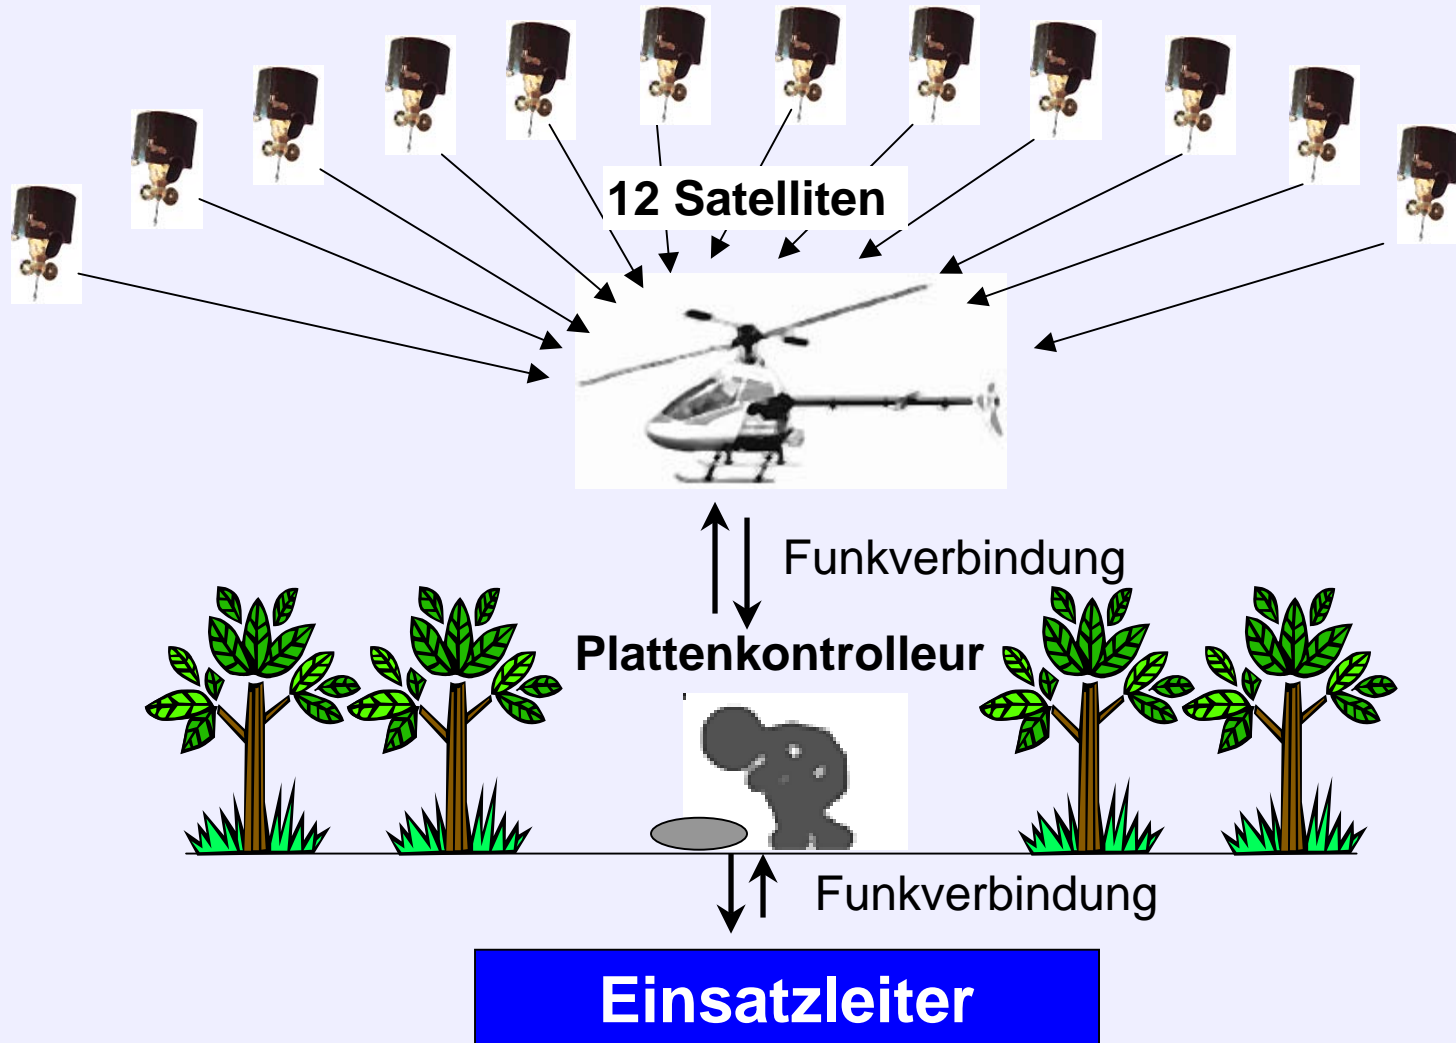 12 Satelliten
Funkverbindung
Plattenkontrolleur
Funkverbindung
Einsatzleiter